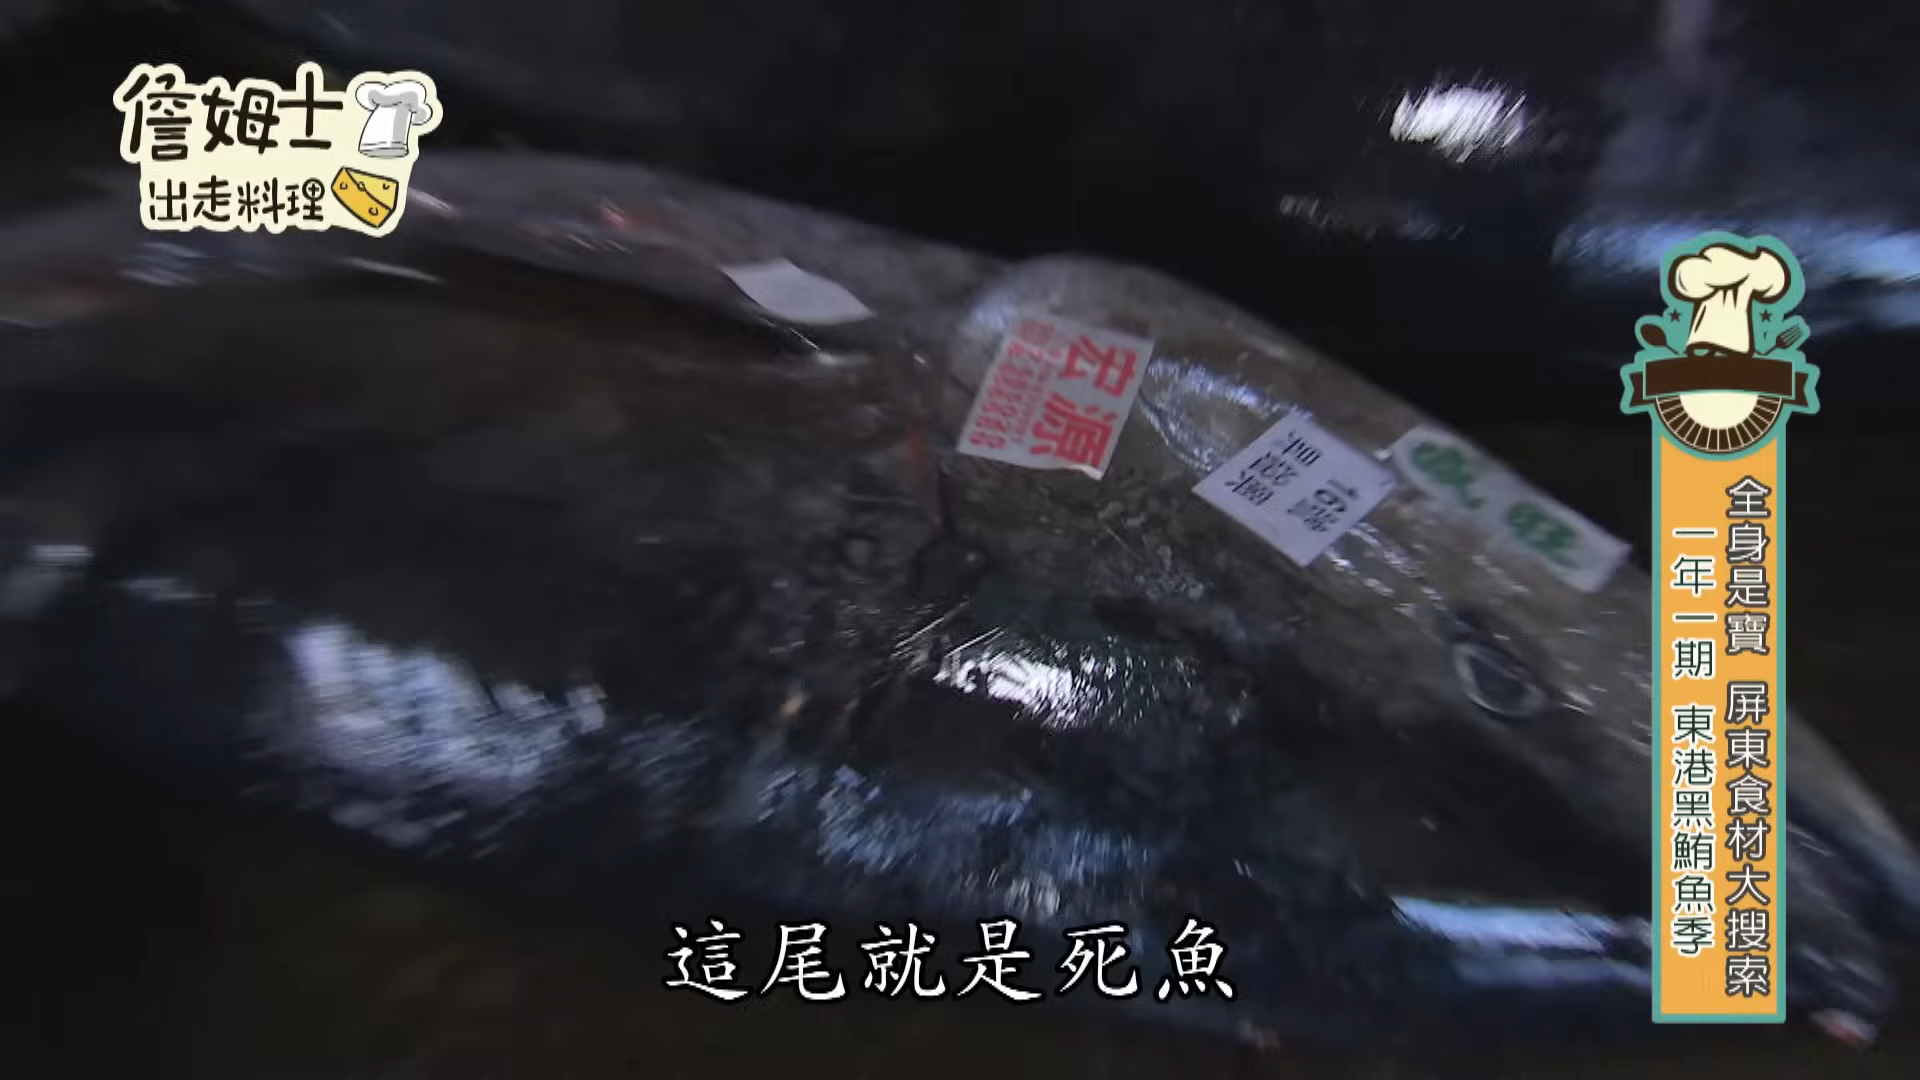 詹姆士
出走料理
宏源
全身是寶 屏東食材大搜索
一年一期 東港黑鮪魚季
這尾就是死魚